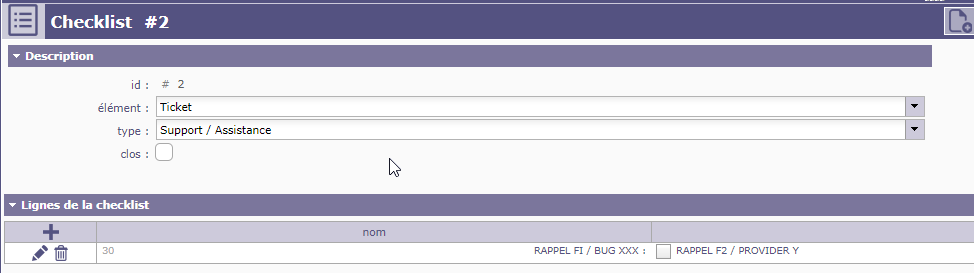 Checklist #2
Description
id : # 2
élément : Ticket
type : Support / Assistance
clos :
Lignes de la checklist
nom
30 RAPPEL FI / BUG XXX : RAPPEL F2 / PROVIDER Y